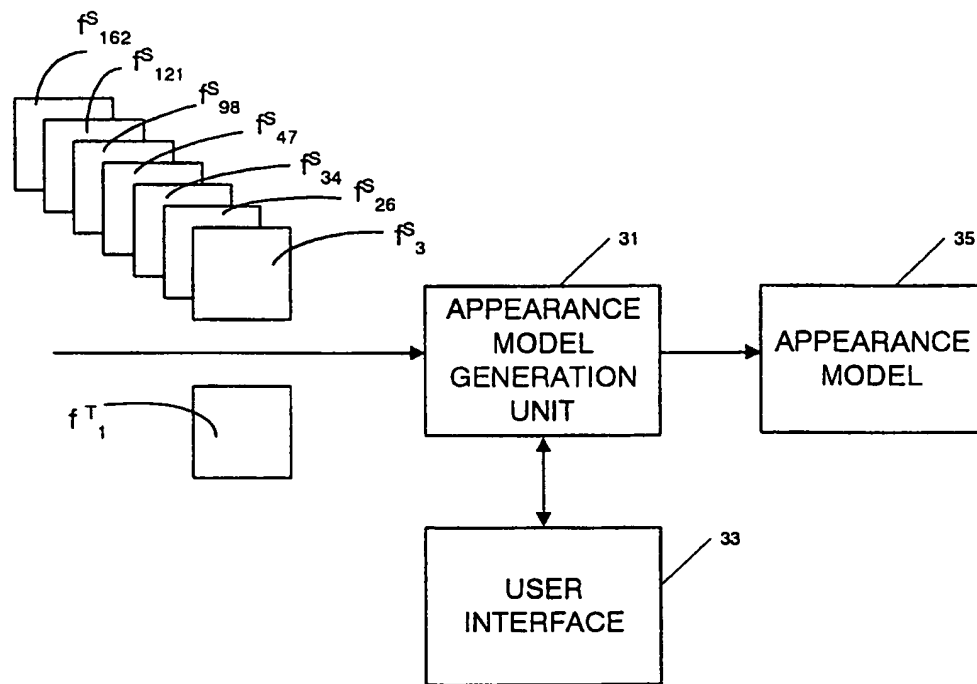 f^S_162
f^S_121
f^S_98
f^S_47
f^S_34
f^S_26
f^S_3
31
35
APPEARANCE
MODEL
GENERATION
UNIT
APPEARANCE
MODEL
f^T_1
33
USER
INTERFACE